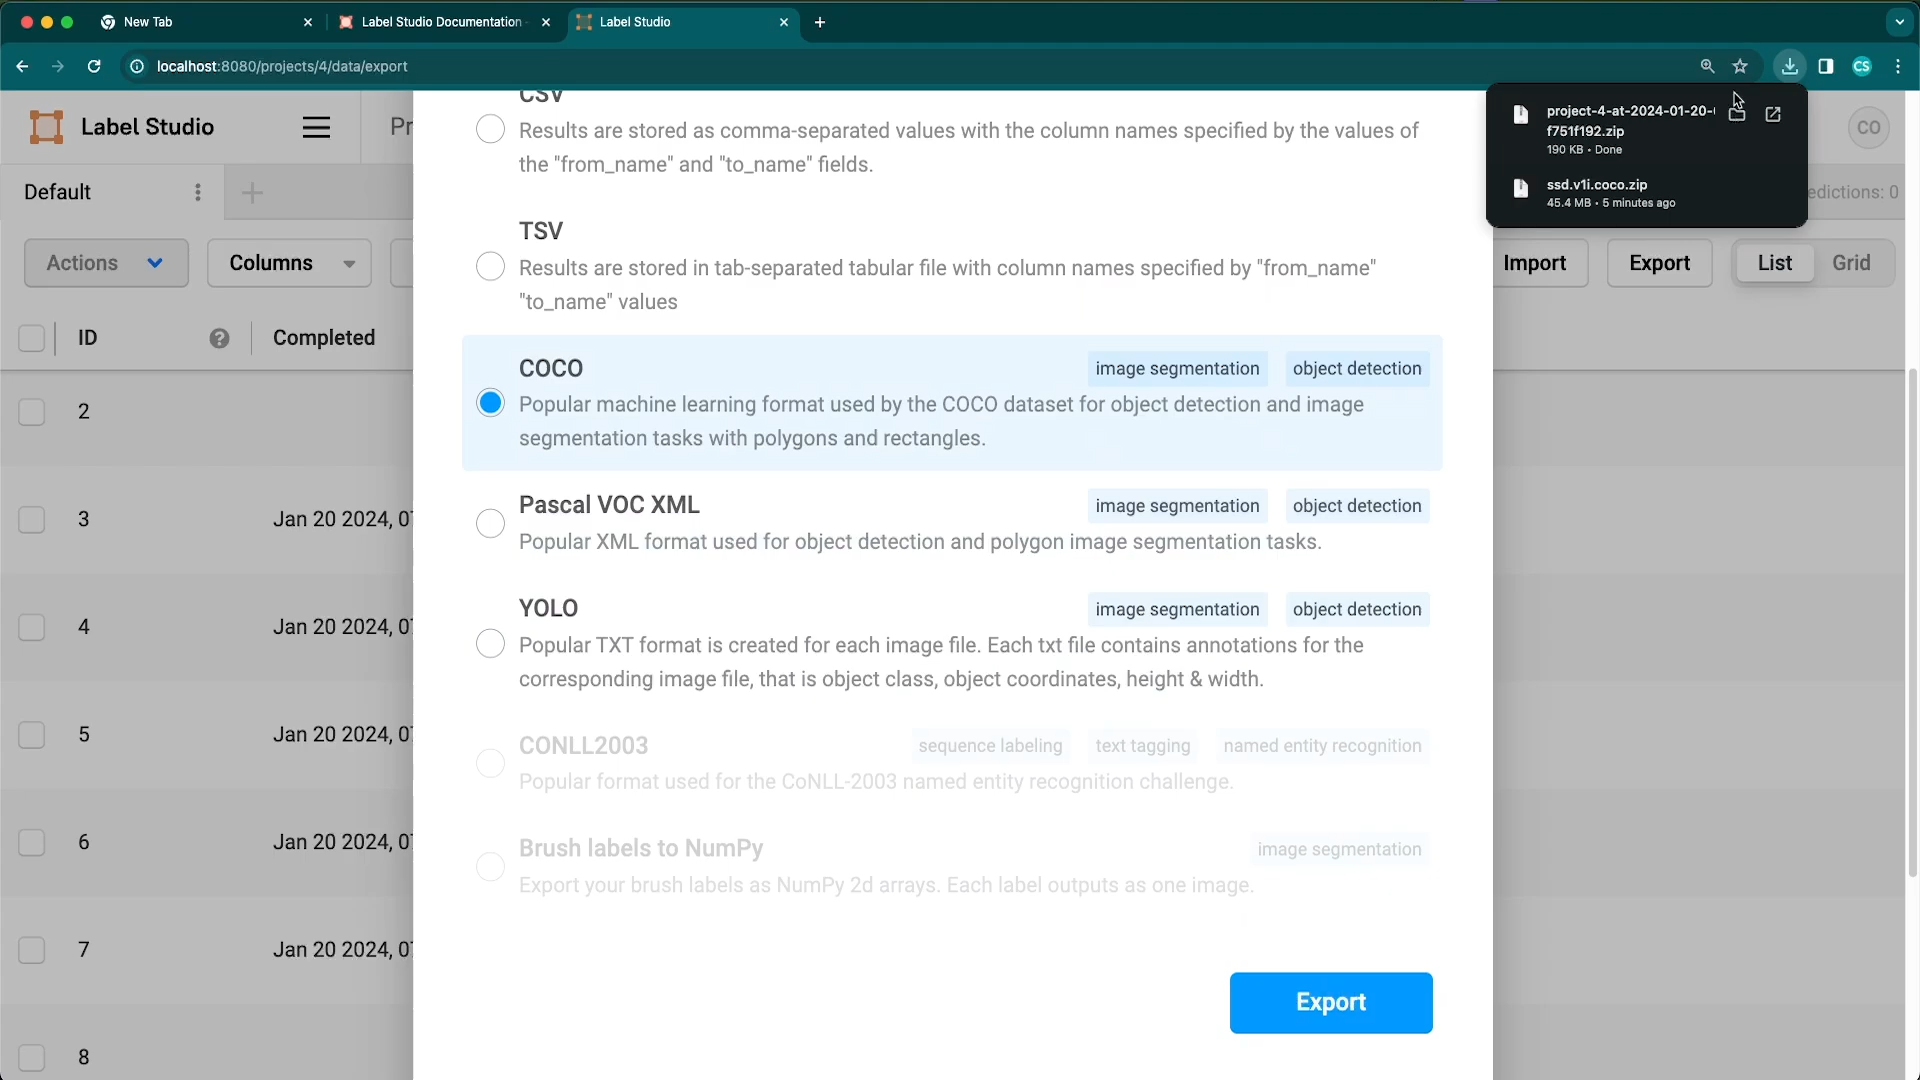 New Tab
Label Studio Documentation
Label Studio
localhost:8080/projects/4/data/export
CS
Label Studio
Pr
CO
project-4-at-2024-01-20-
f751f192.zip
190 KB • Done
ssd.v1i.coco.zip
45.4 MB • 5 minutes ago
Default
edictions: 0
Actions
Columns
Import
Export
List
Grid
ID
Completed
2
3
Jan 20 2024, 0
4
Jan 20 2024, 0
5
Jan 20 2024, 0
6
Jan 20 2024, 0
7
Jan 20 2024, 0
8
CSV
Results are stored as comma-separated values with the column names specified by the values of
the "from_name" and "to_name" fields.
TSV
Results are stored in tab-separated tabular file with column names specified by "from_name"
"to_name" values
COCO
image segmentation
object detection
Popular machine learning format used by the COCO dataset for object detection and image
segmentation tasks with polygons and rectangles.
Pascal VOC XML
image segmentation
object detection
Popular XML format used for object detection and polygon image segmentation tasks.
YOLO
image segmentation
object detection
Popular TXT format is created for each image file. Each txt file contains annotations for the
corresponding image file, that is object class, object coordinates, height & width.
CONLL2003
sequence labeling
text tagging
named entity recognition
Popular format used for the CoNLL-2003 named entity recognition challenge.
Brush labels to NumPy
image segmentation
Export your brush labels as NumPy 2d arrays. Each label outputs as one image.
Export